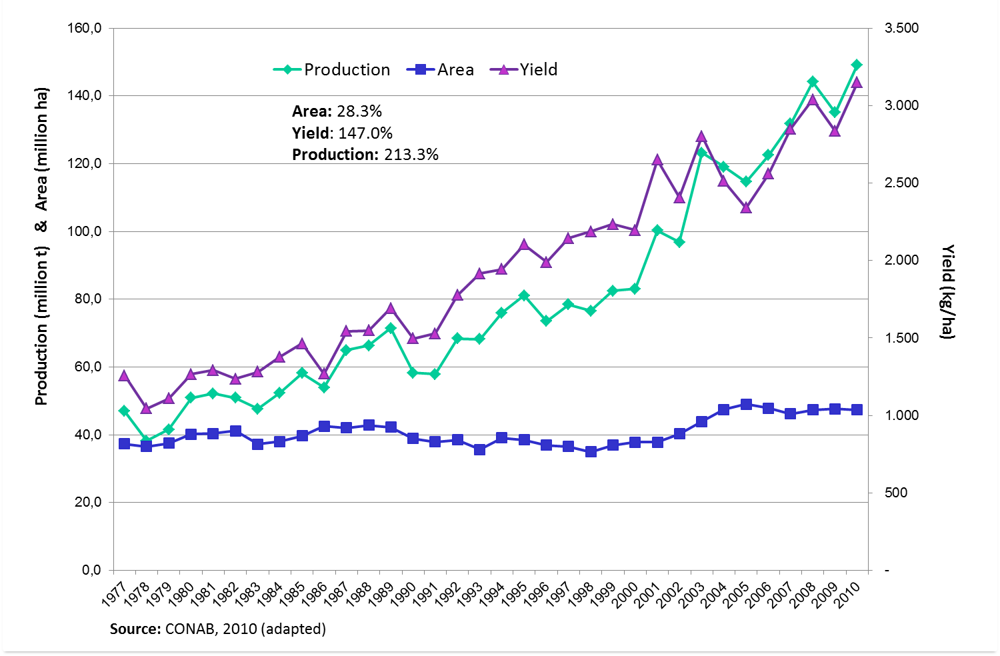 160,0
140,0
120,0
100,0
80,0
60,0
40,0
20,0
0,0
Production (million t) & Area (million ha)
Production Area Yield
Area: 28.3%
Yield: 147.0%
Production: 213.3%
3.500
3.000
2.500
2.000
1.500
1.000
500
-
Yield (kg/ha)
1977 1978 1979 1980 1981 1982 1983 1984 1985 1986 1987 1988 1989 1990 1991 1992 1993 1994 1995 1996 1997 1998 1999 2000 2001 2002 2003 2004 2005 2006 2007 2008 2009 2010
Source: CONAB, 2010 (adapted)